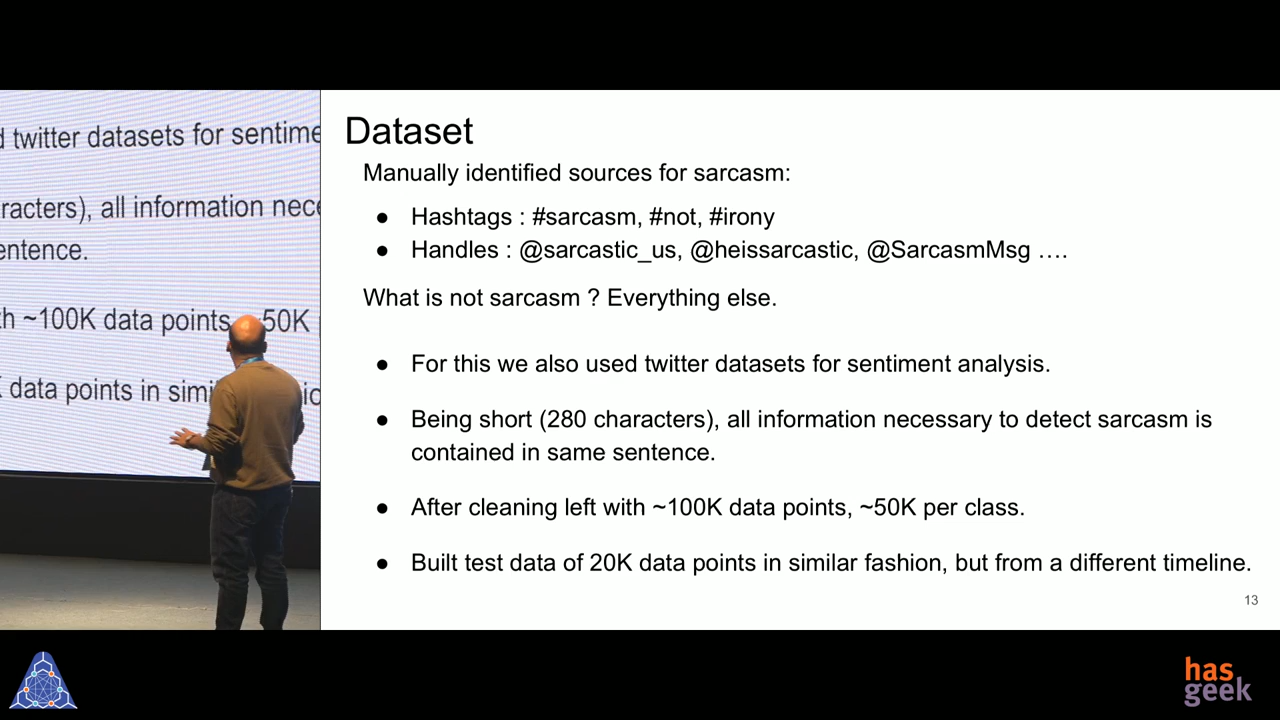 d twitter datasets for sentime
racters), all information nece
entence.
th ~100K data points, ~50K
K data points in simi
Dataset
Manually identified sources for sarcasm:
● Hashtags : #sarcasm, #not, #irony
● Handles : @sarcastic_us, @heissarcastic, @SarcasmMsg ....
What is not sarcasm ? Everything else.
● For this we also used twitter datasets for sentiment analysis.
● Being short (280 characters), all information necessary to detect sarcasm is
contained in same sentence.
● After cleaning left with ~100K data points, ~50K per class.
● Built test data of 20K data points in similar fashion, but from a different timeline.
13
has
geek